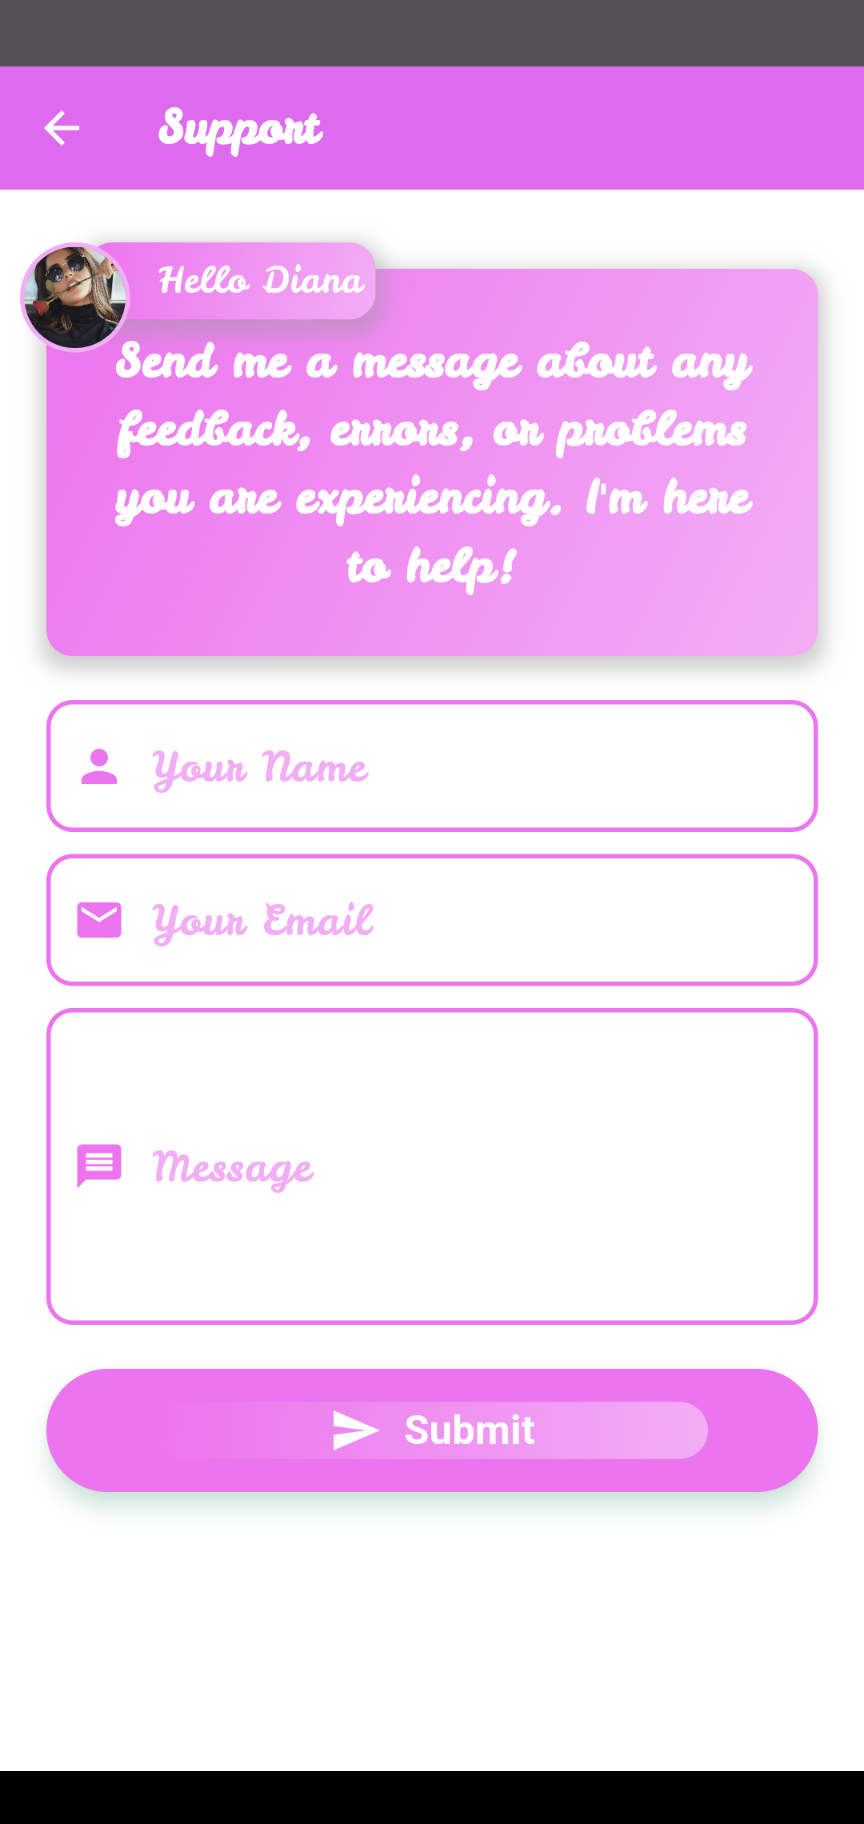 Support
Hello Diana
Send me a message about any
feedback, errors, or problems
you are experiencing. I'm here
to help!
Your Name
Your Email
Message
Submit